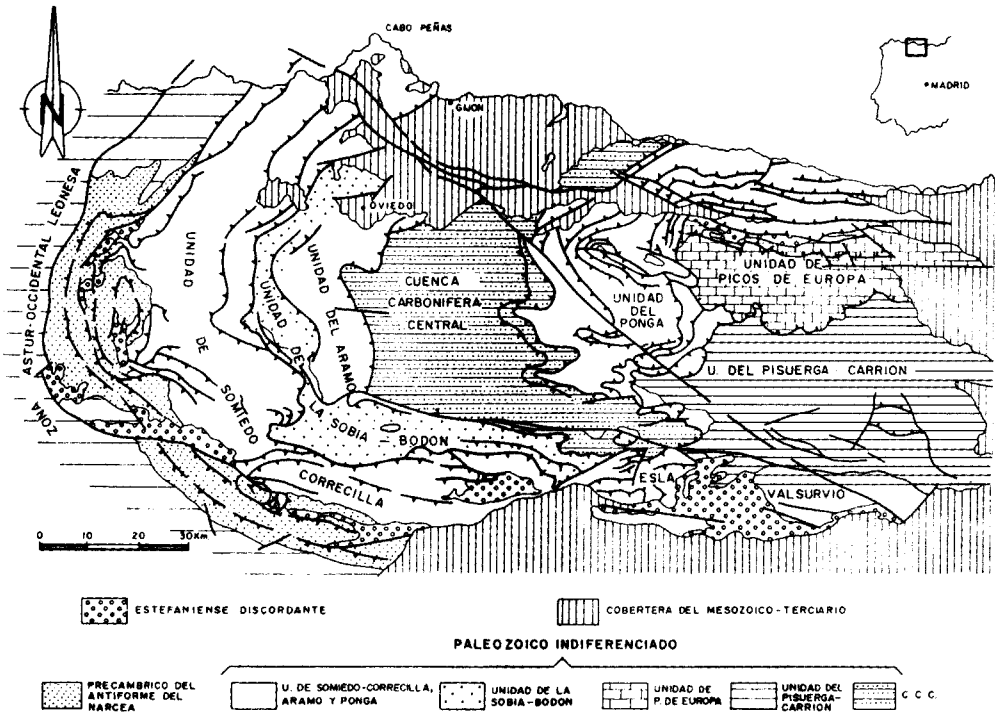 CABO PEÑAS
GIJON
MADRID
N
OVIEDO
ZONA ASTUR-OCCIDENTAL LEONESA
UNIDAD DE SOMIEDO
UNIDAD DE LA SOBIA BODON
UNIDAD DEL ARAMO
CUENCA
CARBONIFERA
CENTRAL
UNIDAD
DEL
PONGA
UNIDAD DE
PICOS DE EUROPA
U. DEL PISUERGA CARRION
CORRECILLA
ESLA
VALSURVIO
0 10 20 30Km
ESTEFANIENSE DISCORDANTE
COBERTERA DEL MESOZOICO-TERCIARIO
PALEOZOICO INDIFERENCIADO
PRECAMBRICO DEL
ANTIFORME DEL
NARCEA
U. DE SOMIEDO-CORRECILLA,
ARAMO Y PONGA
UNIDAD DE LA
SOBIA-BODON
UNIDAD DE
P. DE EUROPA
UNIDAD DEL
PISUERGA-
CARRION
C C C.